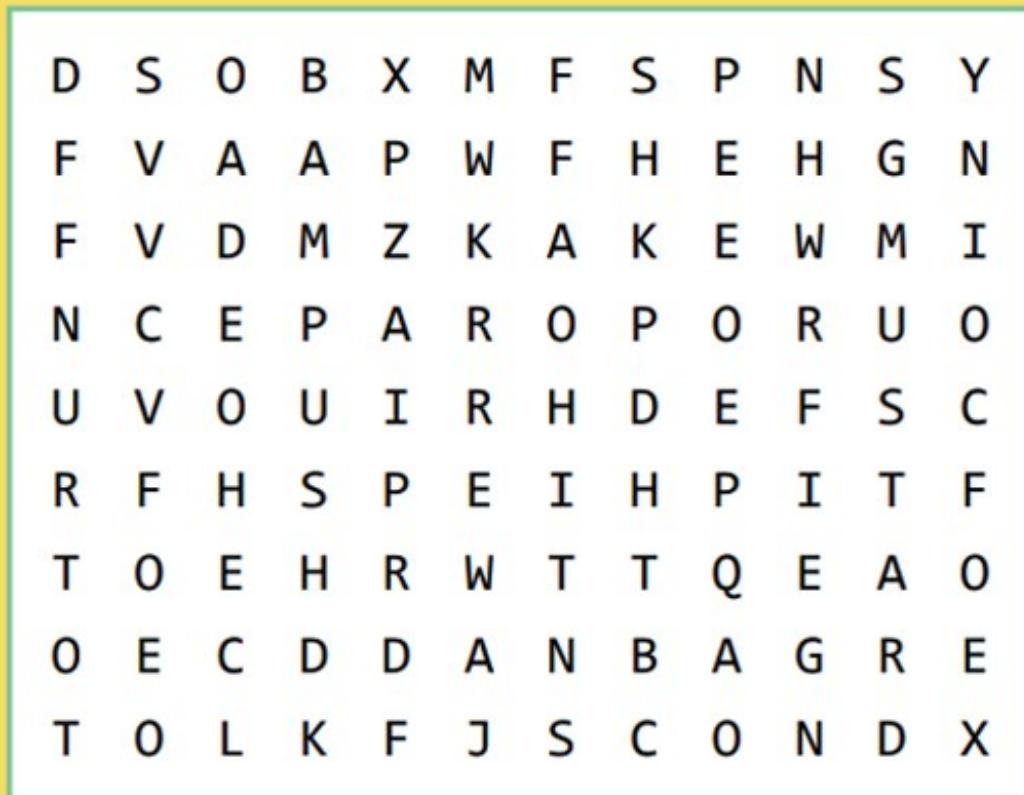 D S O B X M F S P N S Y
F V A A P W F H E H G N
F V D M Z K A K E W M I
N C E P A R O P O R U O
U V O U I R H D E F S C
R F H S P E I H P I T F
T O E H R W T T Q E A O
O E C D D A N B A G R E
T O L K F J S C O N D X